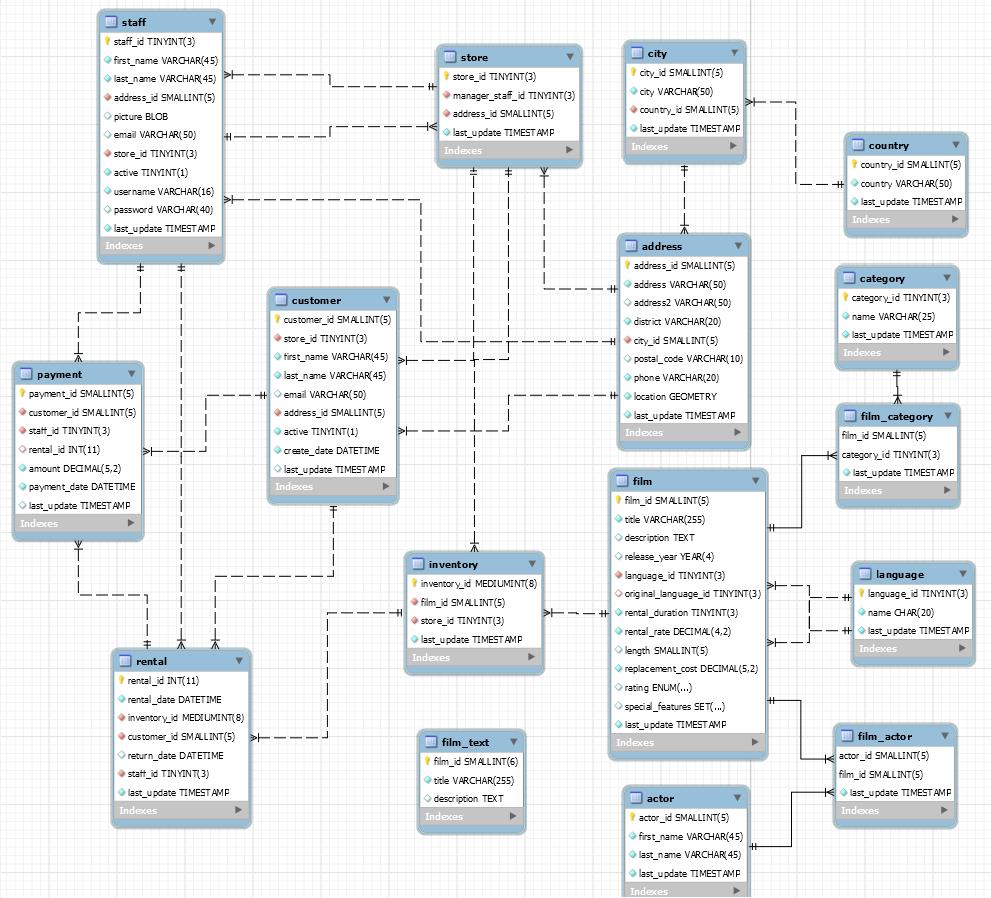 staff
staff_id TINYINT(3)
first_name VARCHAR(45)
last_name VARCHAR(45)
address_id SMALLINT(5)
picture BLOB
email VARCHAR(50)
store_id TINYINT(3)
active TINYINT(1)
username VARCHAR(16)
password VARCHAR(40)
last_update TIMESTAMP
Indexes
store
store_id TINYINT(3)
manager_staff_id TINYINT(3)
address_id SMALLINT(5)
last_update TIMESTAMP
Indexes
city
city_id SMALLINT(5)
city VARCHAR(50)
country_id SMALLINT(5)
last_update TIMESTAMP
Indexes
country
country_id SMALLINT(5)
country VARCHAR(50)
last_update TIMESTAMP
Indexes
address
address_id SMALLINT(5)
address VARCHAR(50)
address2 VARCHAR(50)
district VARCHAR(20)
city_id SMALLINT(5)
postal_code VARCHAR(10)
phone VARCHAR(20)
location GEOMETRY
last_update TIMESTAMP
Indexes
category
category_id TINYINT(3)
name VARCHAR(25)
last_update TIMESTAMP
Indexes
customer
customer_id SMALLINT(5)
store_id TINYINT(3)
first_name VARCHAR(45)
last_name VARCHAR(45)
email VARCHAR(50)
address_id SMALLINT(5)
active TINYINT(1)
create_date DATETIME
last_update TIMESTAMP
Indexes
payment
payment_id SMALLINT(5)
customer_id SMALLINT(5)
staff_id TINYINT(3)
rental_id INT(11)
amount DECIMAL(5,2)
payment_date DATETIME
last_update TIMESTAMP
Indexes
film_category
film_id SMALLINT(5)
category_id TINYINT(3)
last_update TIMESTAMP
Indexes
film
film_id SMALLINT(5)
title VARCHAR(255)
description TEXT
release_year YEAR(4)
language_id TINYINT(3)
original_language_id TINYINT(3)
rental_duration TINYINT(3)
rental_rate DECIMAL(4,2)
length SMALLINT(5)
replacement_cost DECIMAL(5,2)
rating ENUM(...)
special_features SET(...)
last_update TIMESTAMP
Indexes
inventory
inventory_id MEDIUMINT(8)
film_id SMALLINT(5)
store_id TINYINT(3)
last_update TIMESTAMP
Indexes
language
language_id TINYINT(3)
name CHAR(20)
last_update TIMESTAMP
Indexes
rental
rental_id INT(11)
rental_date DATETIME
inventory_id MEDIUMINT(8)
customer_id SMALLINT(5)
return_date DATETIME
staff_id TINYINT(3)
last_update TIMESTAMP
Indexes
film_text
film_id SMALLINT(6)
title VARCHAR(255)
description TEXT
Indexes
film_actor
actor_id SMALLINT(5)
film_id SMALLINT(5)
last_update TIMESTAMP
Indexes
actor
actor_id SMALLINT(5)
first_name VARCHAR(45)
last_name VARCHAR(45)
last_update TIMESTAMP
Indexes